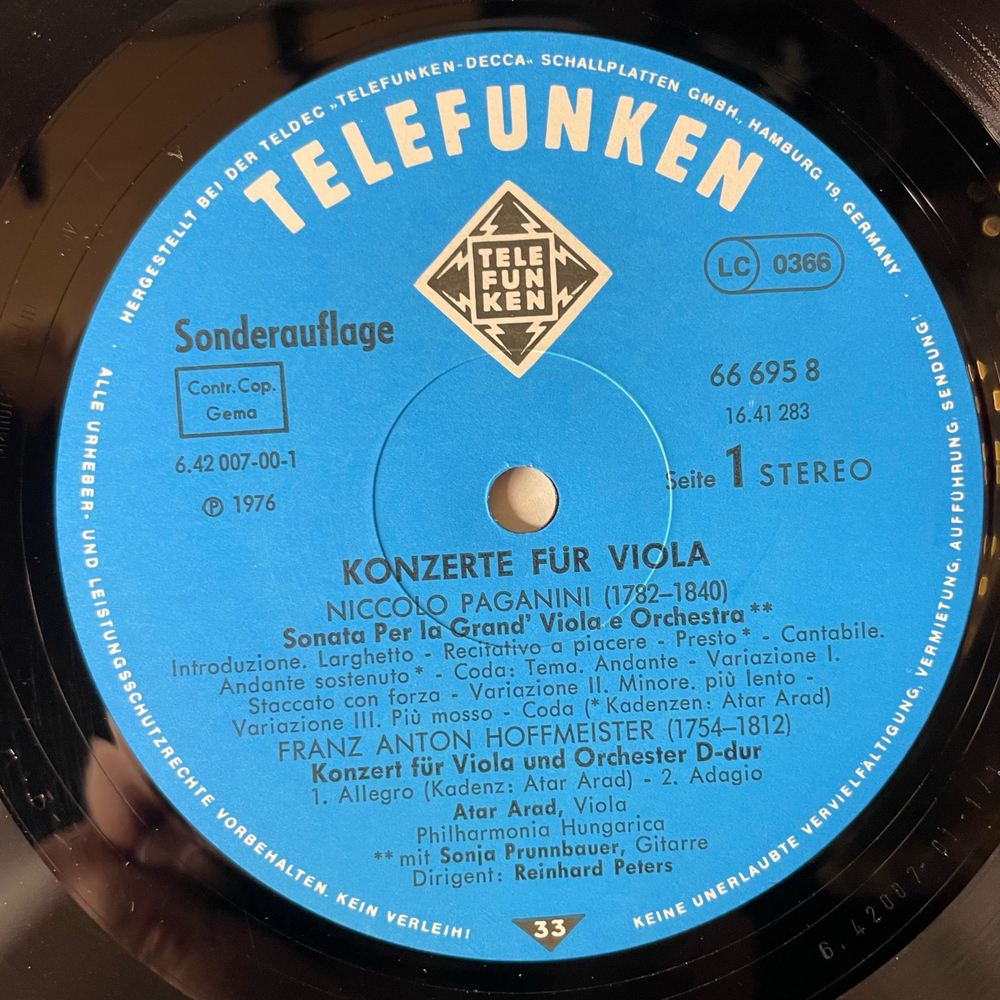 HERGESTELLT BEI DER TELDEC »TELEFUNKEN-DECCA« SCHALLPLATTEN GMBH., HAMBURG 19, GERMANY
TELEFUNKEN
TELE
FUN
KEN
LC 0366
Sonderauflage
Contr. Cop.
Gema
66 695 8
16.41 283
6.42 007-00-1
Seite 1 STEREO
℗ 1976
KONZERTE FÜR VIOLA
NICCOLO PAGANINI (1782–1840)
Sonata Per la Grand' Viola e Orchestra**
Introduzione. Larghetto - Recitativo a piacere - Presto* - Cantabile.
Andante sostenuto* - Coda: Tema. Andante - Variazione I.
Staccato con forza - Variazione II. Minore. più lento -
Variazione III. Più mosso - Coda (*Kadenzen: Atar Arad)
FRANZ ANTON HOFFMEISTER (1754–1812)
Konzert für Viola und Orchester D-dur
1. Allegro (Kadenz: Atar Arad) - 2. Adagio
Atar Arad, Viola
Philharmonia Hungarica
**mit Sonja Prunnbauer, Gitarre
Dirigent: Reinhard Peters
33
ALLE URHEBER- UND LEISTUNGSSCHUTZRECHTE VORBEHALTEN. KEIN VERLEIH!
KEINE UNERLAUBTE VERVIELFÄLTIGUNG, VERMIETUNG, AUFFÜHRUNG, SENDUNG!